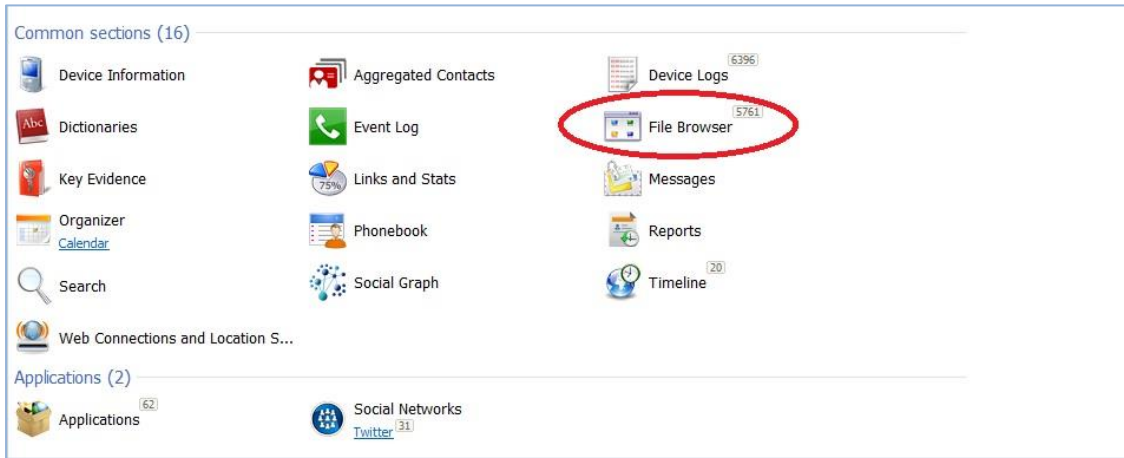 Common sections (16)
Device Information
Aggregated Contacts
Device Logs 6396
Abc Dictionaries
Event Log
File Browser 5761
Key Evidence
75% Links and Stats
Messages
Organizer
Calendar
Phonebook
Reports
Search
Social Graph
Timeline 20
Web Connections and Location S...
Applications (2)
Applications 62
Social Networks
Twitter 31